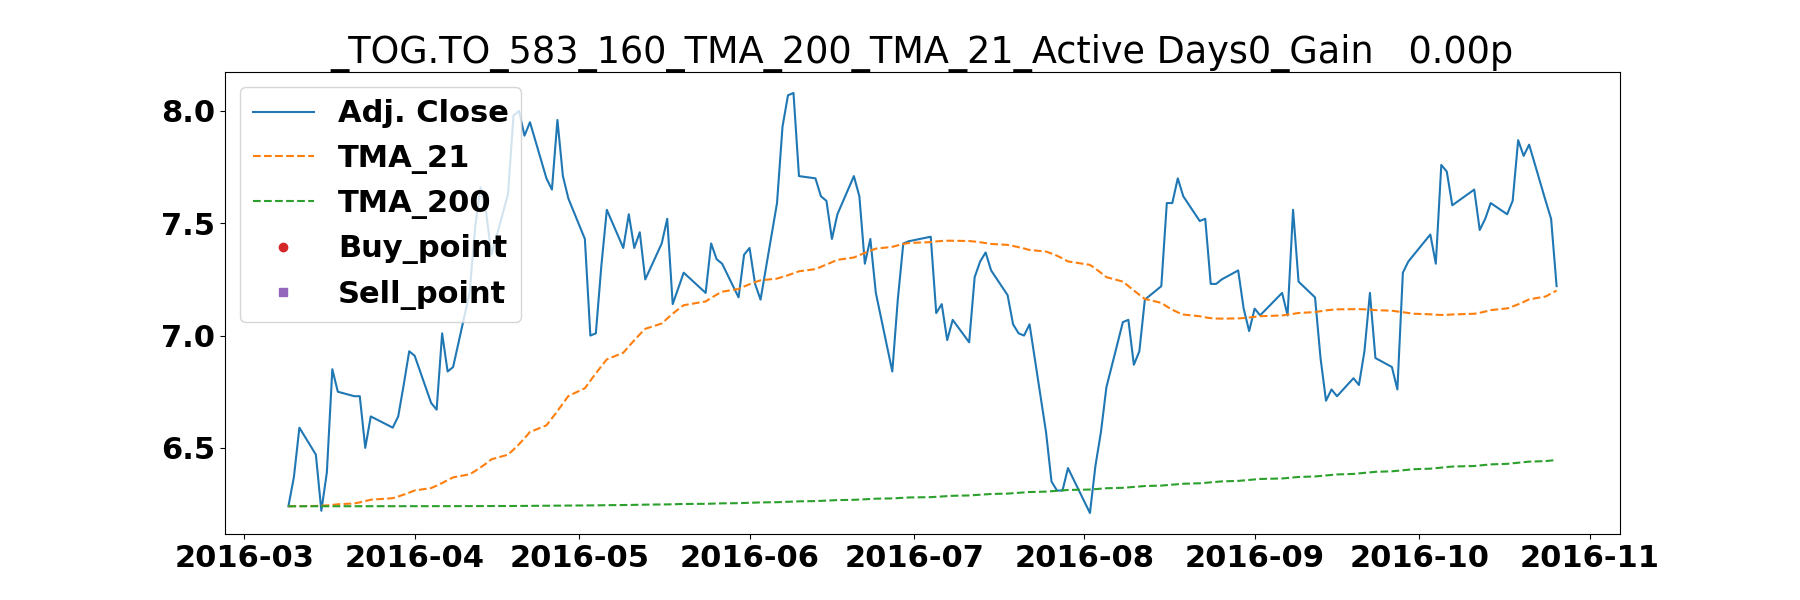 _TOG.TO_583_160_TMA_200_TMA_21_Active Days0_Gain   0.00p
8.0
7.5
7.0
6.5
Adj. Close
TMA_21
TMA_200
Buy_point
Sell_point
2016-03 2016-04 2016-05 2016-06 2016-07 2016-08 2016-09 2016-10 2016-11